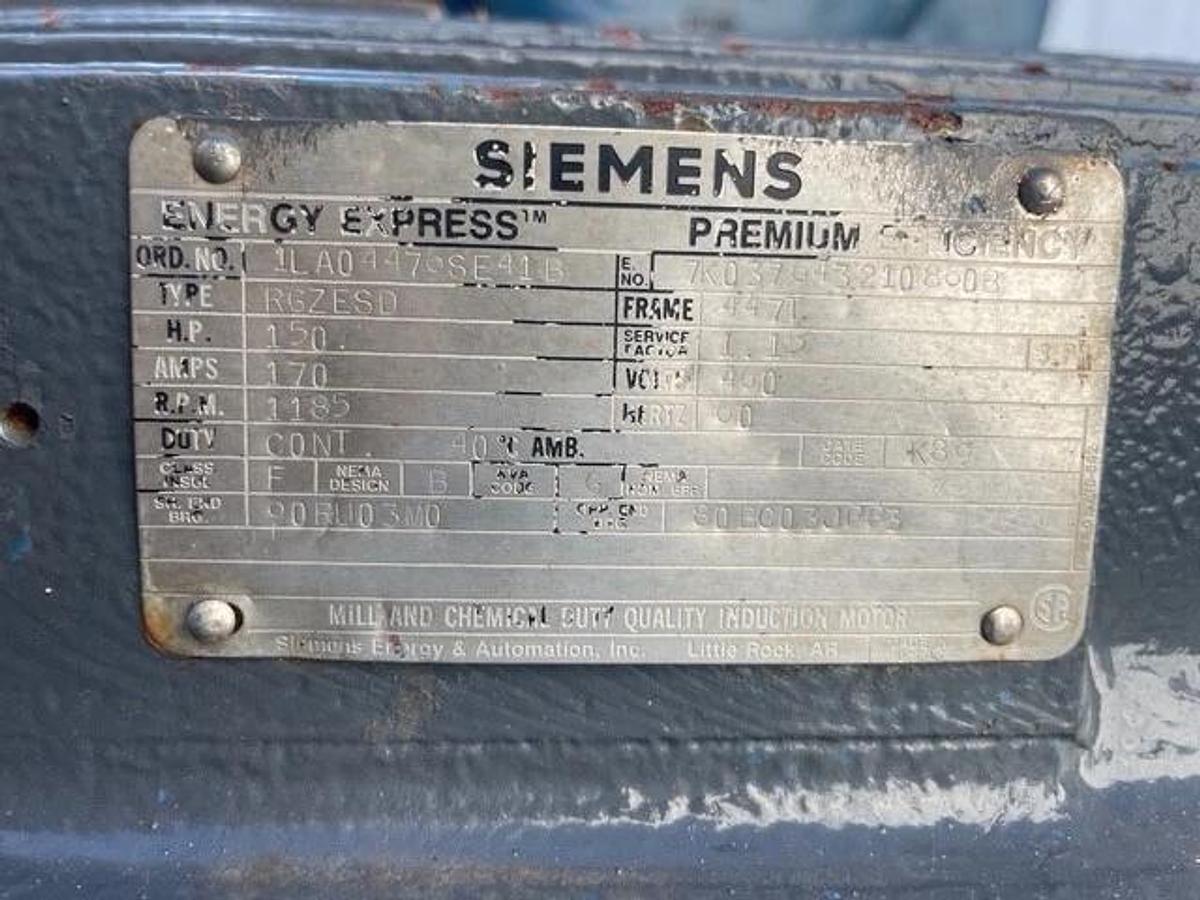 SIEMENS
ENERGY EXPRESS™ PREMIUM EFFICIENCY
ORD.NO. 1LA04476SE41B E. NO.
TYPE RGZESD FRAME 447T
H.P. 150. SERVICE FACTOR 1.15
AMPS 170 VOLTS 460
R.P.M. 1185 HERTZ 60
DUTY CONT. 40°C AMB. DATE CODE
CLASS INSUL F NEMA DESIGN B KVA CODE G NEMA NOM. EFF.
SH. END BRG. 90BU03M0 OPP. END BRG.
MILL AND CHEMICAL DUTY QUALITY INDUCTION MOTOR
Siemens Energy & Automation, Inc. Little Rock, AR